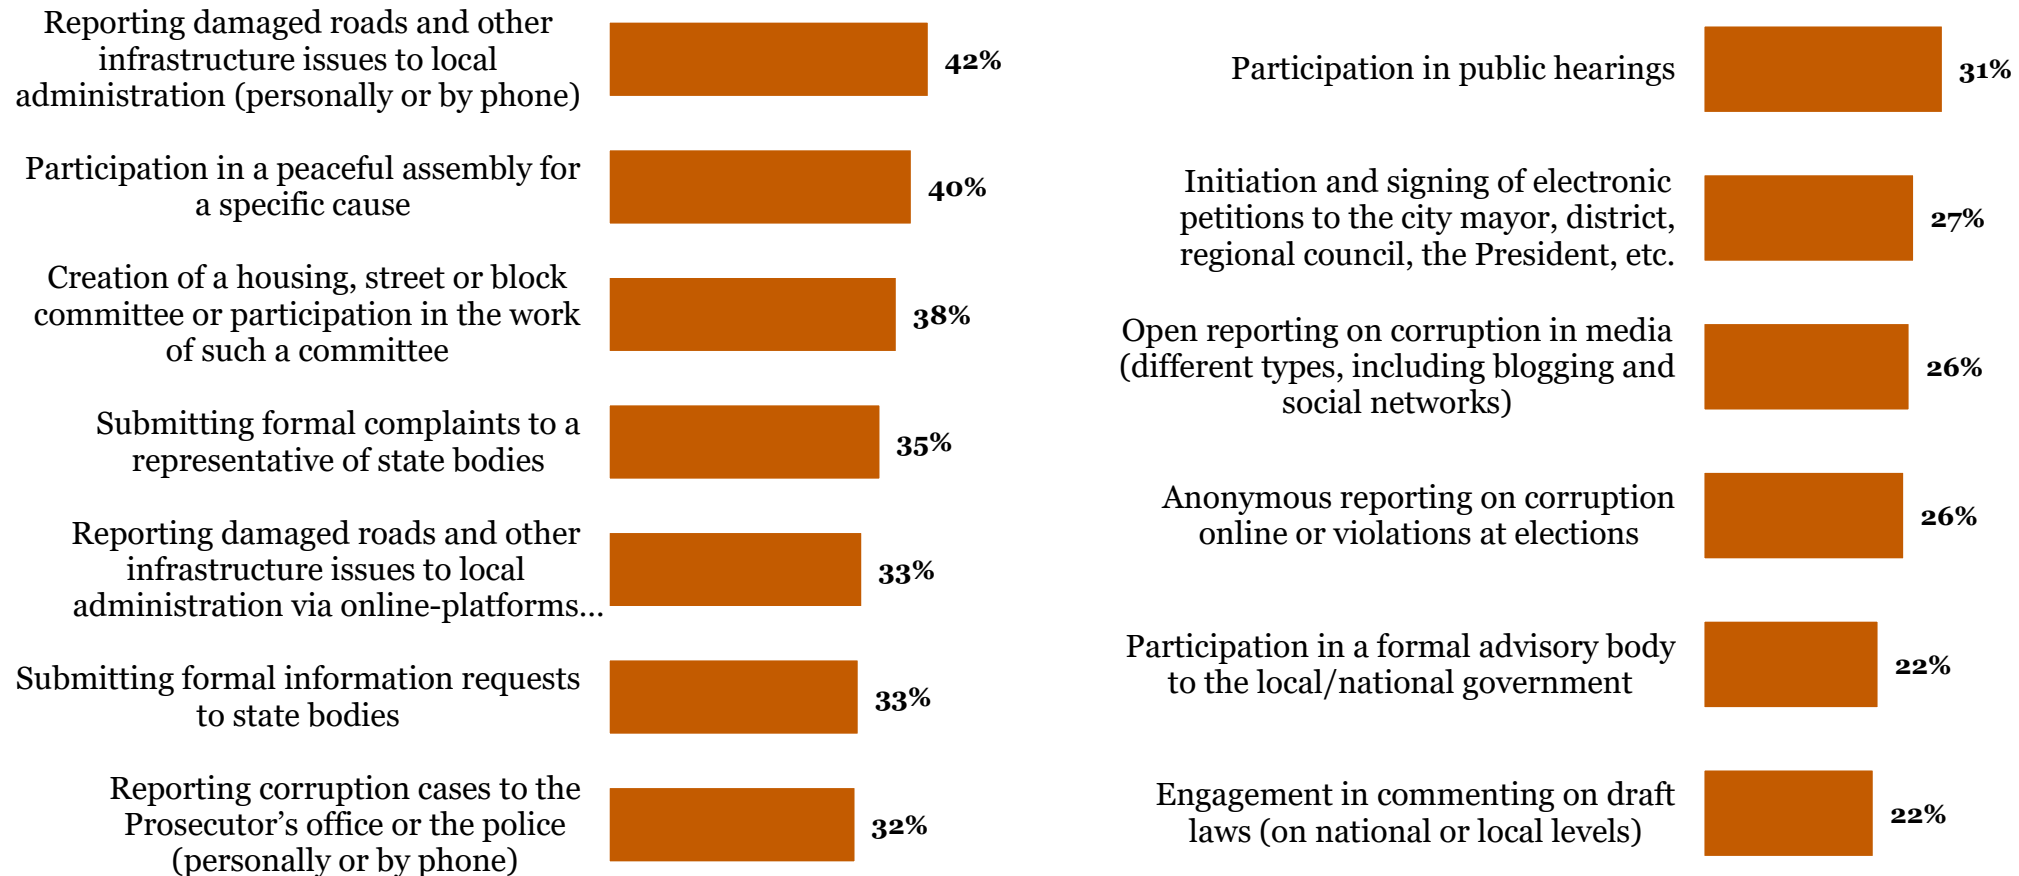 Reporting damaged roads and other
infrastructure issues to local
administration (personally or by phone)
42%
Participation in a peaceful assembly for
a specific cause
40%
Creation of a housing, street or block
committee or participation in the work
of such a committee
38%
Submitting formal complaints to a
representative of state bodies
35%
Reporting damaged roads and other
infrastructure issues to local
administration via online-platforms...
33%
Submitting formal information requests
to state bodies
33%
Reporting corruption cases to the
Prosecutor’s office or the police
(personally or by phone)
32%
Participation in public hearings
31%
Initiation and signing of electronic
petitions to the city mayor, district,
regional council, the President, etc.
27%
Open reporting on corruption in media
(different types, including blogging and
social networks)
26%
Anonymous reporting on corruption
online or violations at elections
26%
Participation in a formal advisory body
to the local/national government
22%
Engagement in commenting on draft
laws (on national or local levels)
22%